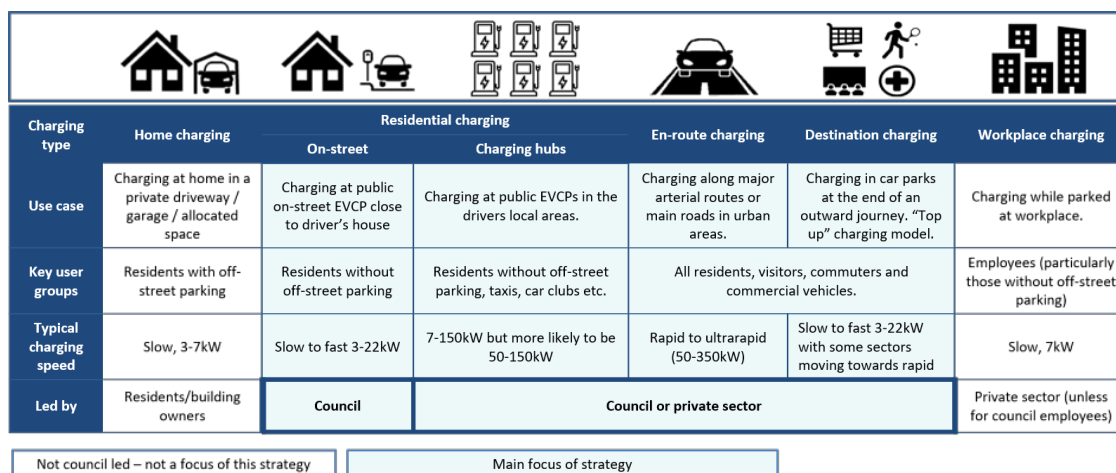 Charging type
Home charging
Residential charging
On-street
Charging hubs
En-route charging
Destination charging
Workplace charging
Use case
Charging at home in a
private driveway /
garage / allocated
space
Charging at public
on-street EVCP close
to driver's house
Charging at public EVCPs in the
drivers local areas.
Charging along major
arterial routes or
main roads in urban
areas.
Charging in car parks
at the end of an
outward journey. “Top
up” charging model.
Charging while parked
at workplace.
Key user
groups
Residents with off-
street parking
Residents without
off-street parking
Residents without off-street
parking, taxis, car clubs etc.
All residents, visitors, commuters and
commercial vehicles.
Employees (particularly
those without off-street
parking)
Typical
charging
speed
Slow, 3-7kW
Slow to fast 3-22kW
7-150kW but more likely to be
50-150kW
Rapid to ultrarapid
(50-350kW)
Slow to fast 3-22kW
with some sectors
moving towards rapid
Slow, 7kW
Led by
Residents/building
owners
Council
Council or private sector
Private sector (unless
for council employees)
Not council led – not a focus of this strategy
Main focus of strategy